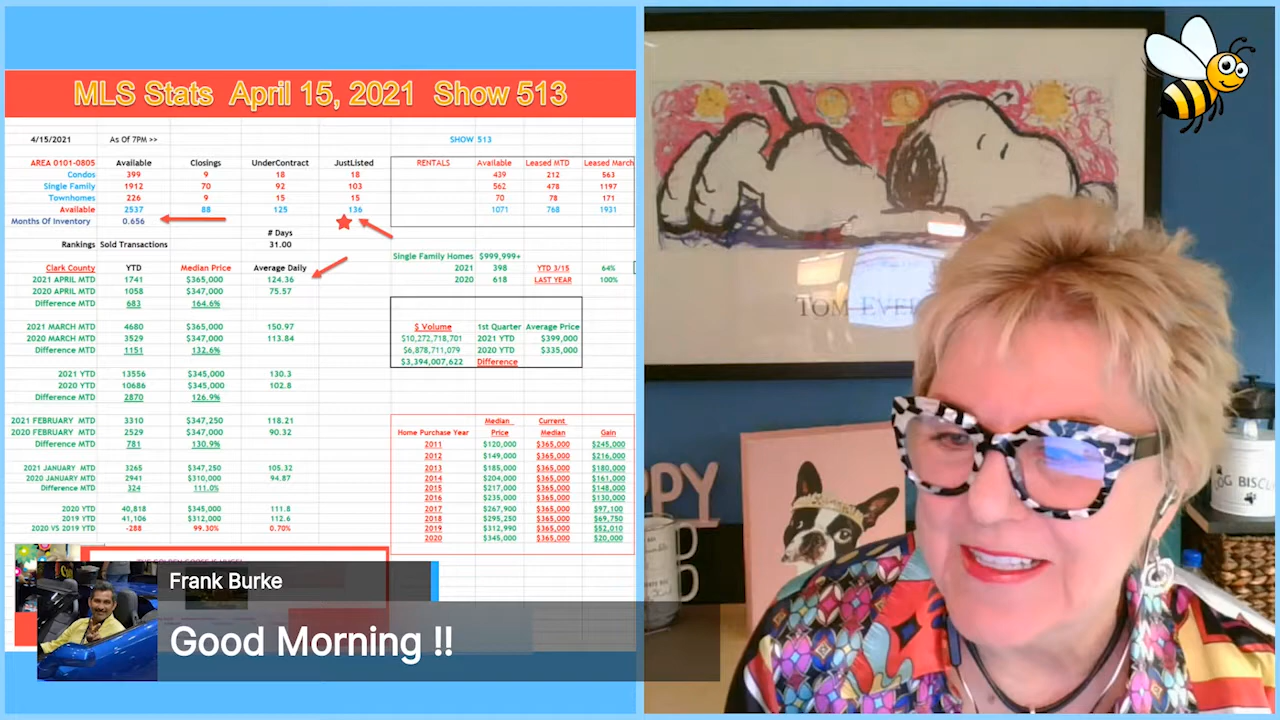 MLS Stats April 15, 2021 Show 513
4/15/2021 As Of 7PM >> SHOW 513
AREA 0101-0805 Available Closings UnderContract JustListed RENTALS Available Leased MTD Leased March
Condos 399 9 18 18 439 212 563
Single Family 1912 70 92 103 562 478 1197
Townhomes 226 9 15 15 70 78 171
Available 2537 88 125 136 1071 768 1931
Months Of Inventory 0.656
# Days
Rankings Sold Transactions 31.00
Single Family Homes $999,999+
Clark County YTD Median Price Average Daily 2021 398 YTD 3/15 64%
2021 APRIL MTD 1741 $365,000 124.36 2020 618 LAST YEAR 100%
2020 APRIL MTD 1058 $347,000 75.57
Difference MTD 683 164.6%
2021 MARCH MTD 4680 $365,000 150.97 $ Volume 1st Quarter Average Price
2020 MARCH MTD 3529 $347,000 113.84 $10,272,718,701 2021 YTD $399,000
Difference MTD 1151 132.6% $6,878,711,079 2020 YTD $335,000
$3,394,007,622 Difference
2021 YTD 13556 $345,000 130.3
2020 YTD 10686 $345,000 102.8
Difference MTD 2870 126.9%
2021 FEBRUARY MTD 3310 $347,250 118.21 Median Current
2020 FEBRUARY MTD 2529 $347,000 90.32 Home Purchase Year Price Median Gain
Difference MTD 781 130.9% 2011 $120,000 $365,000 $245,000
2012 $149,000 $365,000 $216,000
2021 JANUARY MTD 3265 $347,250 105.32 2013 $185,000 $365,000 $180,000
2020 JANUARY MTD 2941 $310,000 94.87 2014 $204,000 $365,000 $161,000
Difference MTD 324 111.0% 2015 $217,000 $365,000 $148,000
2016 $235,000 $365,000 $130,000
2020 YTD 40,818 $345,000 111.8 2017 $267,900 $365,000 $97,100
2019 YTD 41,106 $312,000 112.6 2018 $295,250 $365,000 $69,750
2020 VS 2019 YTD -288 99.30% 0.70% 2019 $312,990 $365,000 $52,010
2020 $345,000 $365,000 $20,000
Frank Burke
Good Morning !!
TOM EVE
PPY
OG BISC